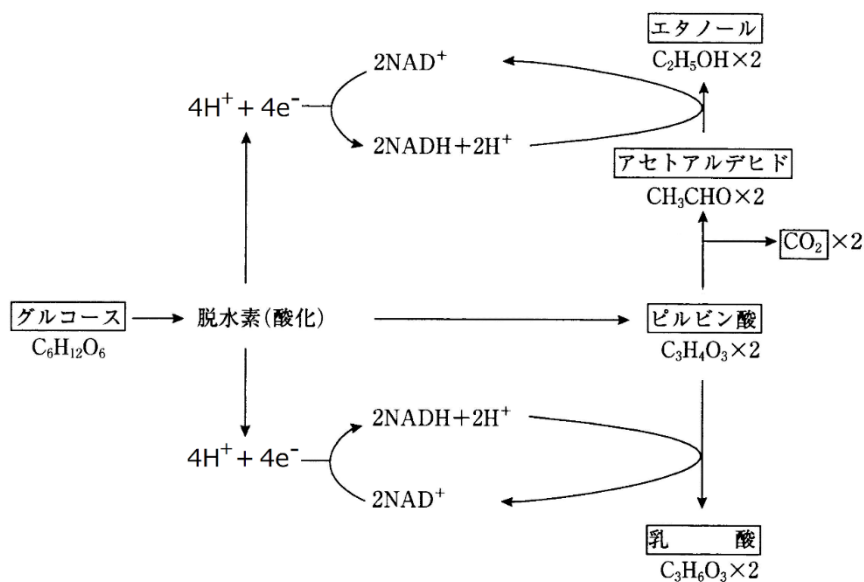 エタノール
C₂H₅OH×2
2NAD⁺
4H⁺+4e⁻
2NADH+2H⁺
アセトアルデヒド
CH₃CHO×2
CO₂×2
グルコース
C₆H₁₂O₆
脱水素(酸化)
ピルビン酸
C₃H₄O₃×2
2NADH+2H⁺
4H⁺+4e⁻
2NAD⁺
乳酸
C₃H₆O₃×2